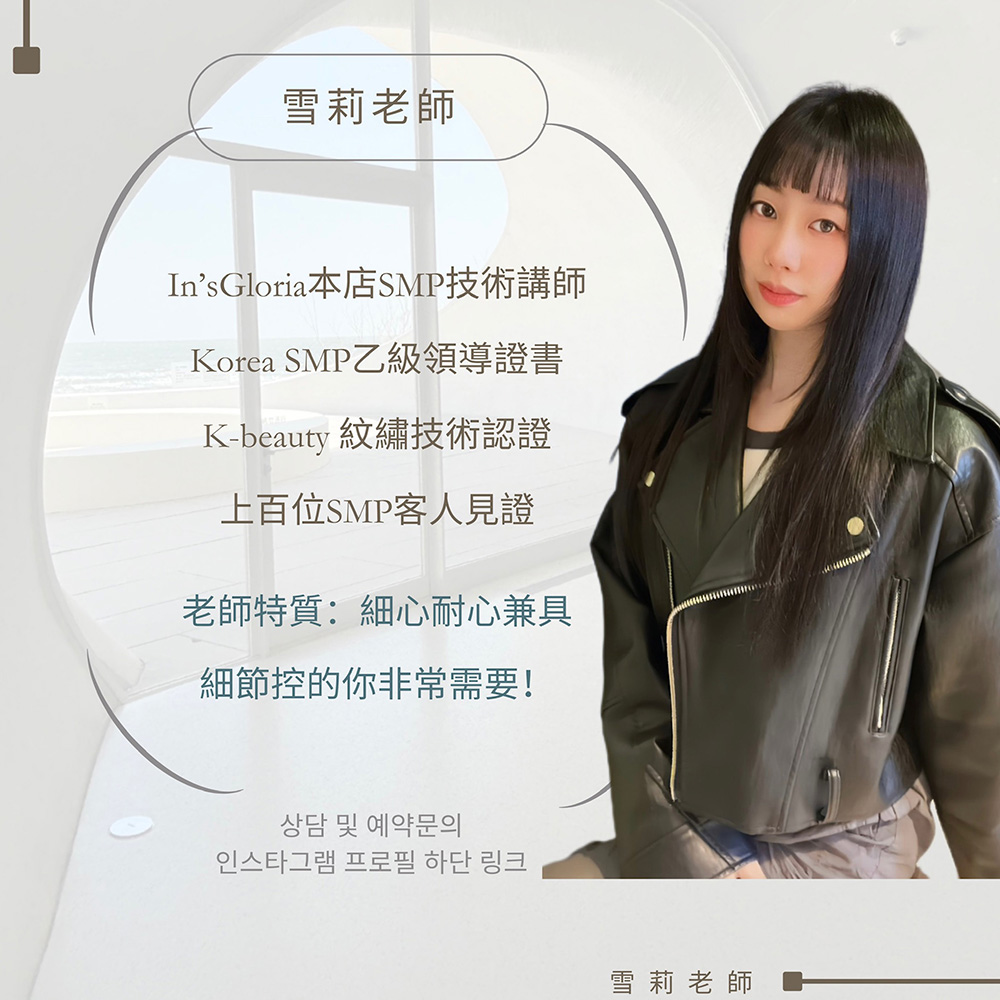 雪莉老師
In'sGloria本店SMP技術講師
Korea SMP乙級領導證書
K-beauty 紋繡技術認證
上百位SMP客人見證
老師特質：細心耐心兼具
細節控的你非常需要！
상담 및 예약문의
인스타그램 프로필 하단 링크
雪莉老師